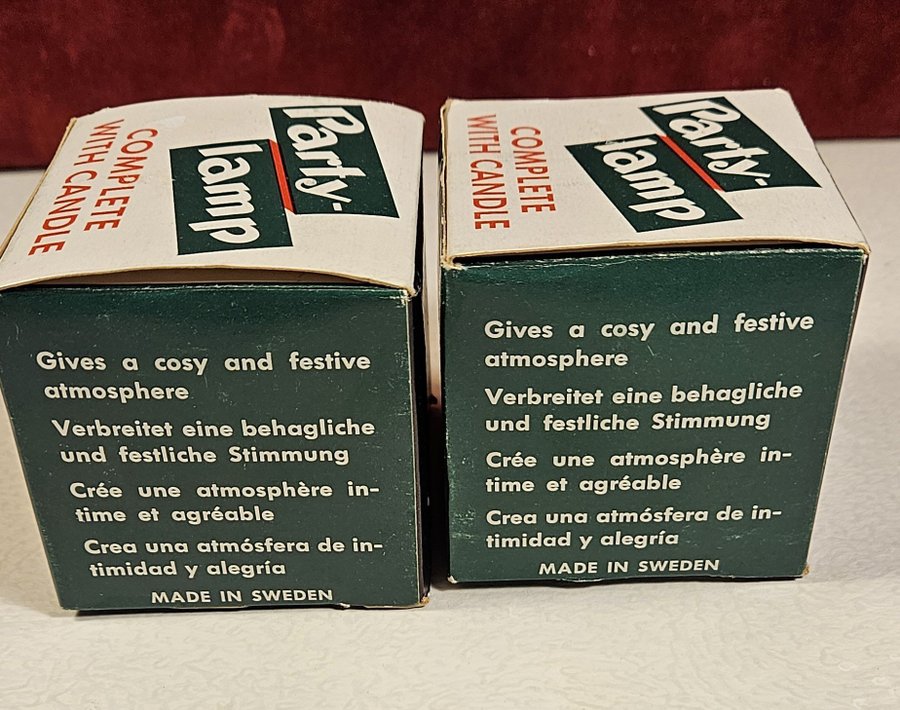 Party-
lamp
COMPLETE
WITH CANDLE
Gives a cosy and festive
atmosphere
Verbreitet eine behagliche
und festliche Stimmung
Crée une atmosphère in-
time et agréable
Crea una atmósfera de in-
timidad y alegría
MADE IN SWEDEN
Party-
lamp
COMPLETE
WITH CANDLE
Gives a cosy and festive
atmosphere
Verbreitet eine behagliche
und festliche Stimmung
Crée une atmosphère in-
time et agréable
Crea una atmósfera de in-
timidad y alegría
MADE IN SWEDEN